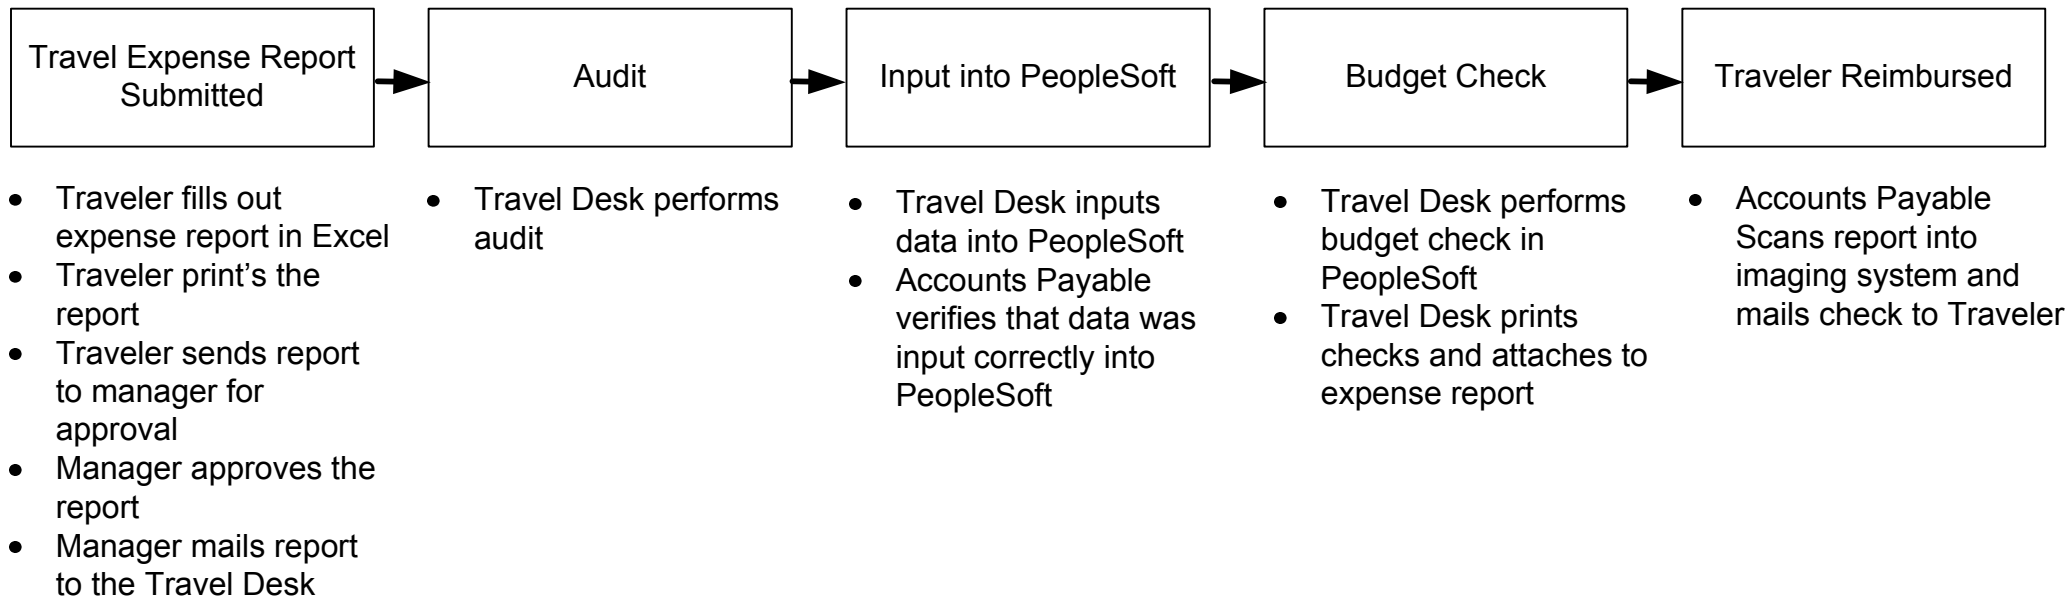 Travel Expense Report
Submitted
Audit
Input into PeopleSoft
Budget Check
Traveler Reimbursed
• Traveler fills out
expense report in Excel
• Traveler print’s the
report
• Traveler sends report
to manager for
approval
• Manager approves the
report
• Manager mails report
to the Travel Desk
• Travel Desk performs
audit
• Travel Desk inputs
data into PeopleSoft
• Accounts Payable
verifies that data was
input correctly into
PeopleSoft
• Travel Desk performs
budget check in
PeopleSoft
• Travel Desk prints
checks and attaches to
expense report
• Accounts Payable
Scans report into
imaging system and
mails check to Traveler